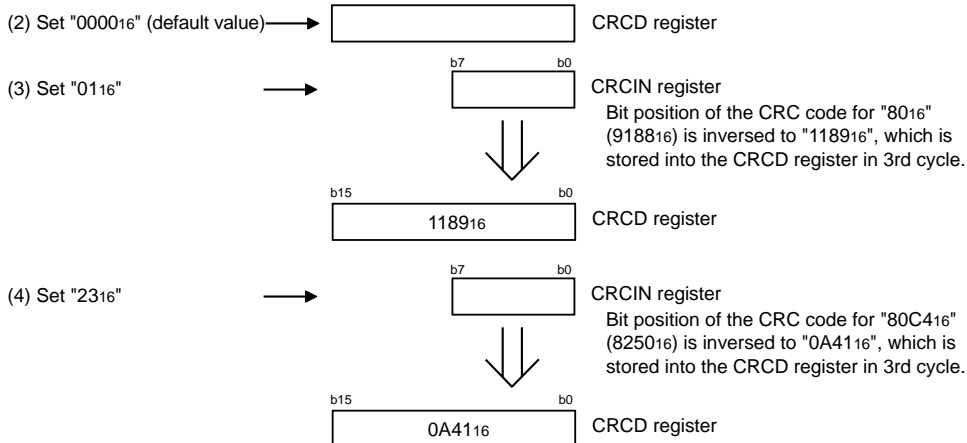 (2) Set "000016" (default value)
CRCD register
b7 b0
(3) Set "0116"
CRCIN register
Bit position of the CRC code for "8016"
(918816) is inversed to "118916", which is
stored into the CRCD register in 3rd cycle.
b15 b0
118916
CRCD register
b7 b0
(4) Set "2316"
CRCIN register
Bit position of the CRC code for "80C416"
(825016) is inversed to "0A4116", which is
stored into the CRCD register in 3rd cycle.
b15 b0
0A4116
CRCD register